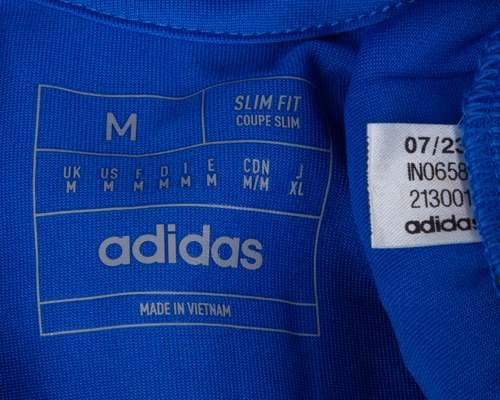 M
SLIM FIT
COUPE SLIM
UK US F D I E CDN J
M M M M M M M/M XL
adidas
MADE IN VIETNAM
07/23
IN0658
213001
adidas